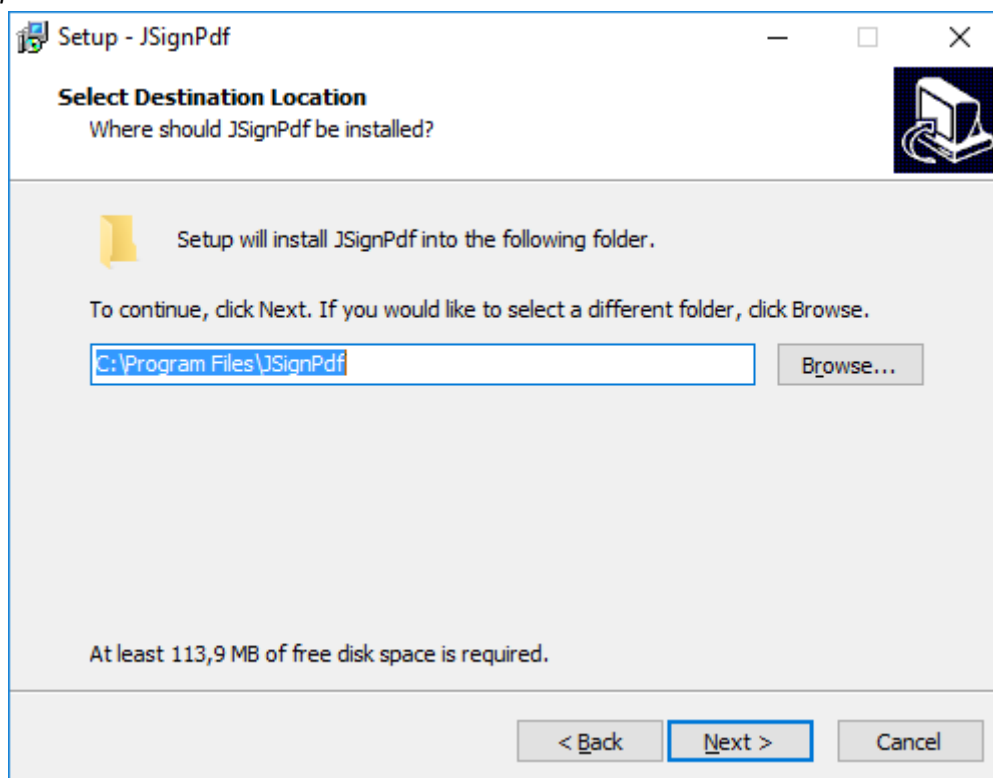 Setup - JSignPdf
Select Destination Location
Where should JSignPdf be installed?
Setup will install JSignPdf into the following folder.
To continue, click Next. If you would like to select a different folder, click Browse.
C:\Program Files\JSignPdf
Browse...
At least 113,9 MB of free disk space is required.
< Back
Next >
Cancel